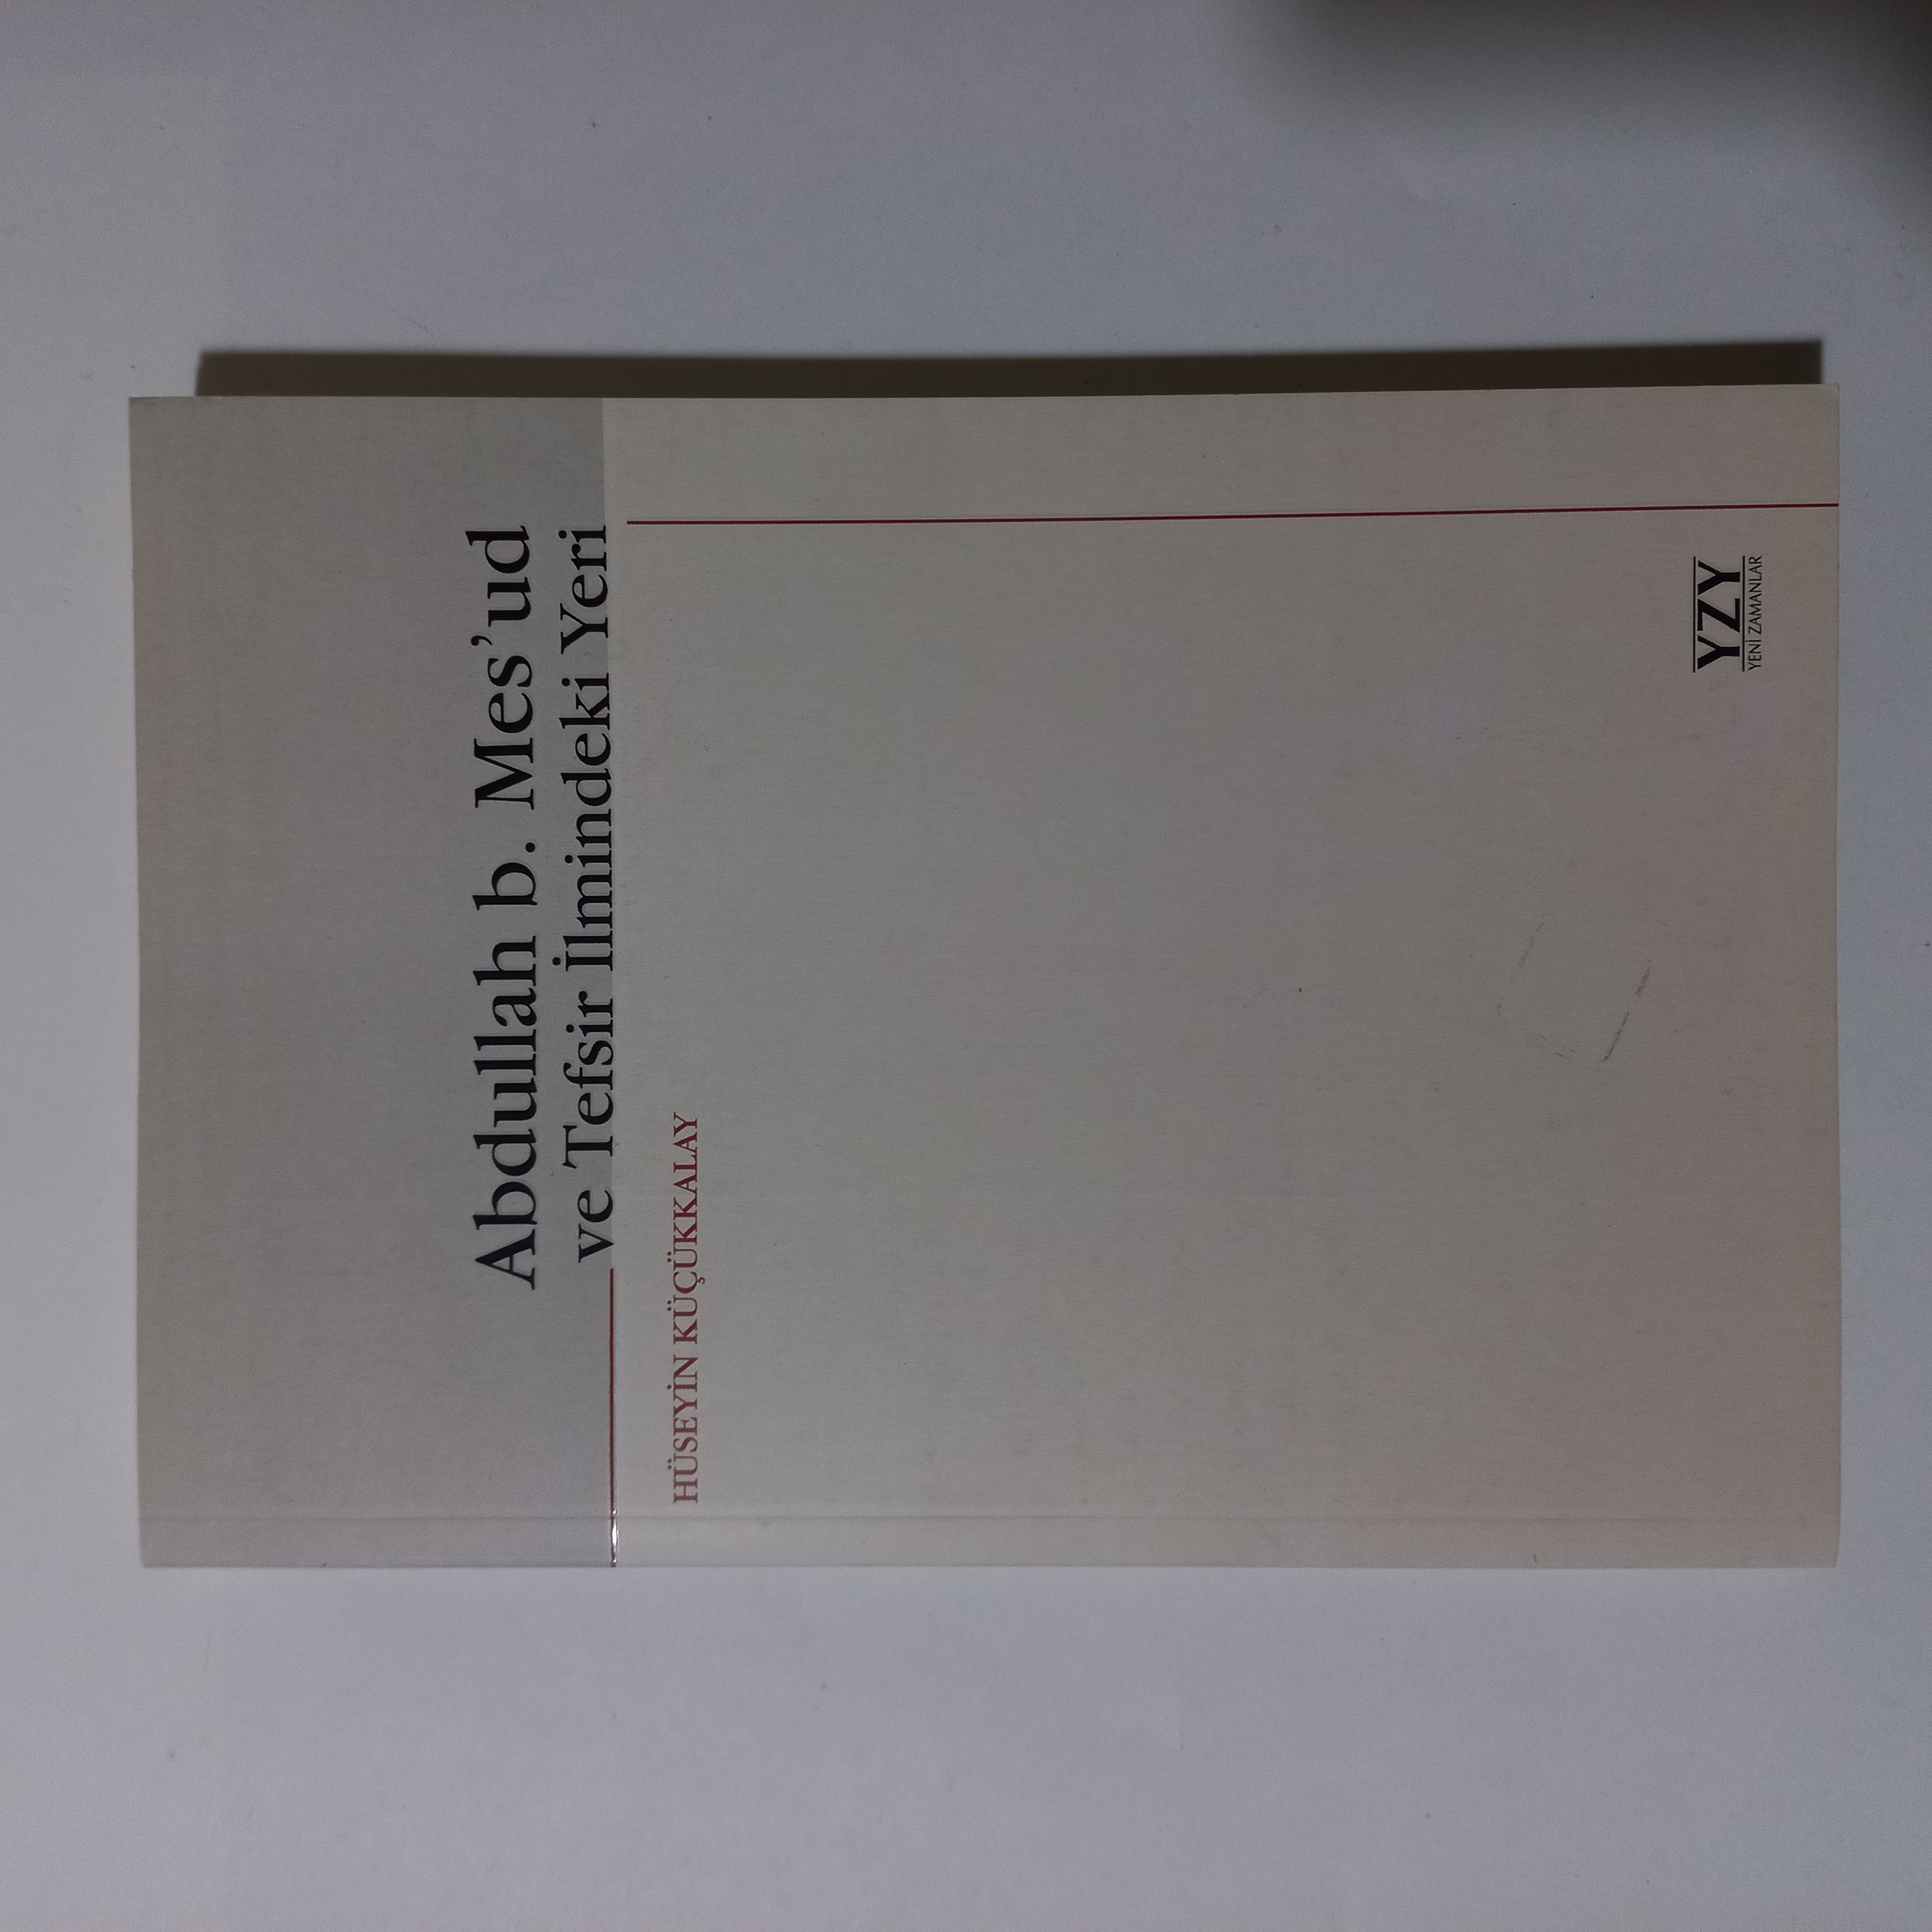 Abdullah b. Mes’ud
ve Tefsir İlmindeki Yeri
HÜSEYİN KÜÇÜKKALAY
YZY
YENİ ZAMANLAR